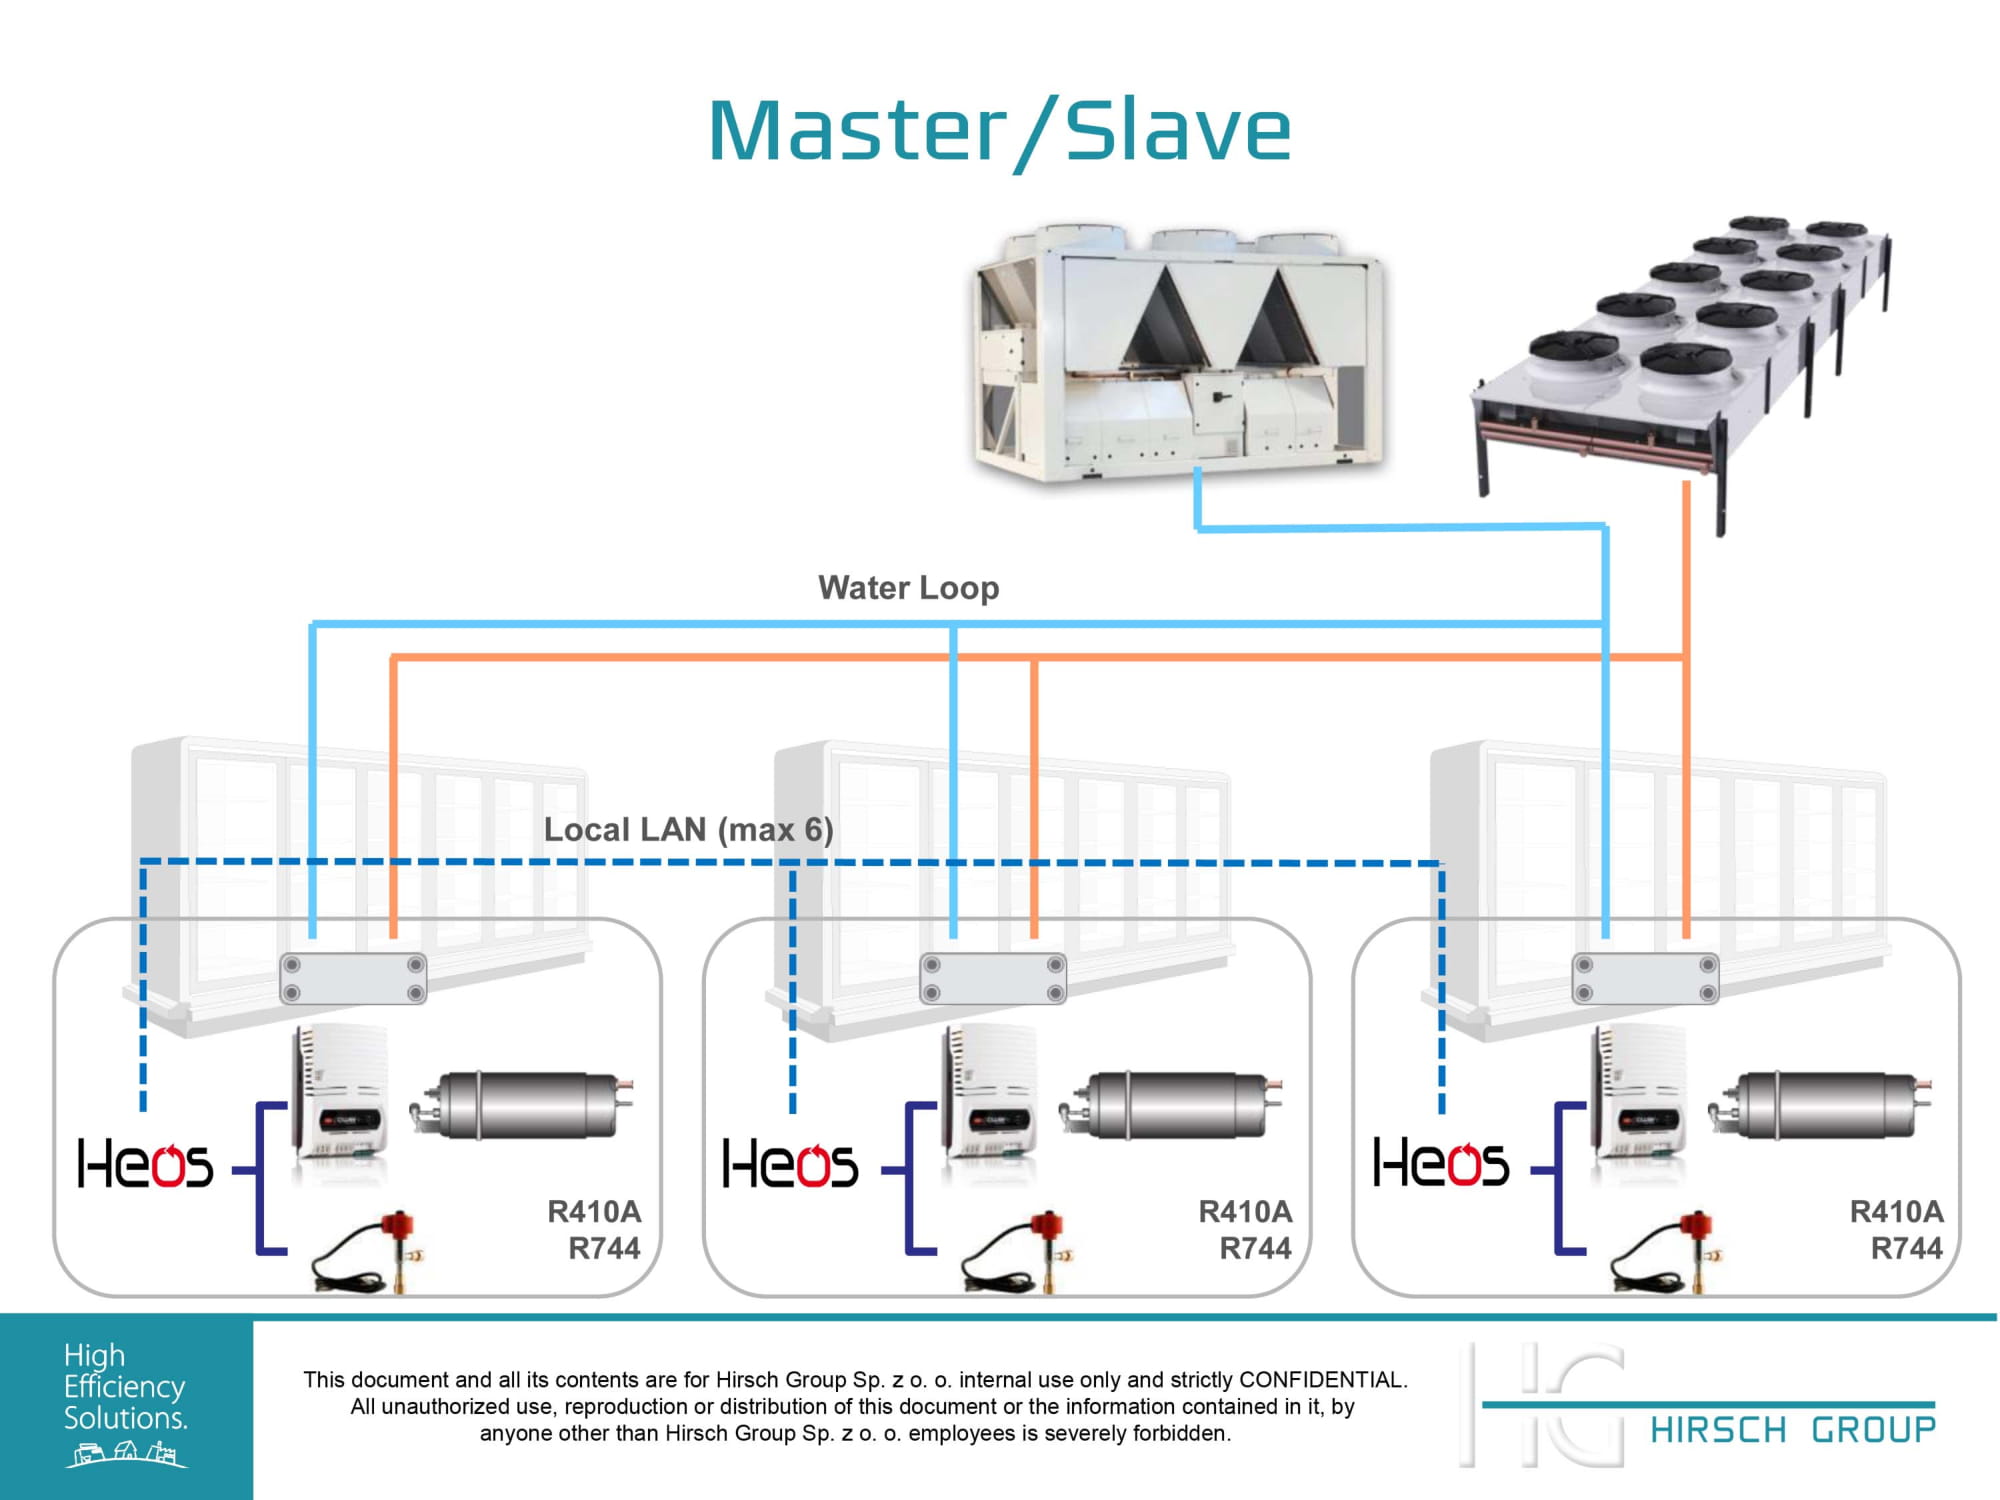 Master/Slave
Water Loop
Local LAN (max 6)
Heos
R410A
R744
Heos
R410A
R744
Heos
R410A
R744
High
Efficiency
Solutions.
This document and all its contents are for Hirsch Group Sp. z o. o. internal use only and strictly CONFIDENTIAL.
All unauthorized use, reproduction or distribution of this document or the information contained in it, by
anyone other than Hirsch Group Sp. z o. o. employees is severely forbidden.
HG
HIRSCH GROUP